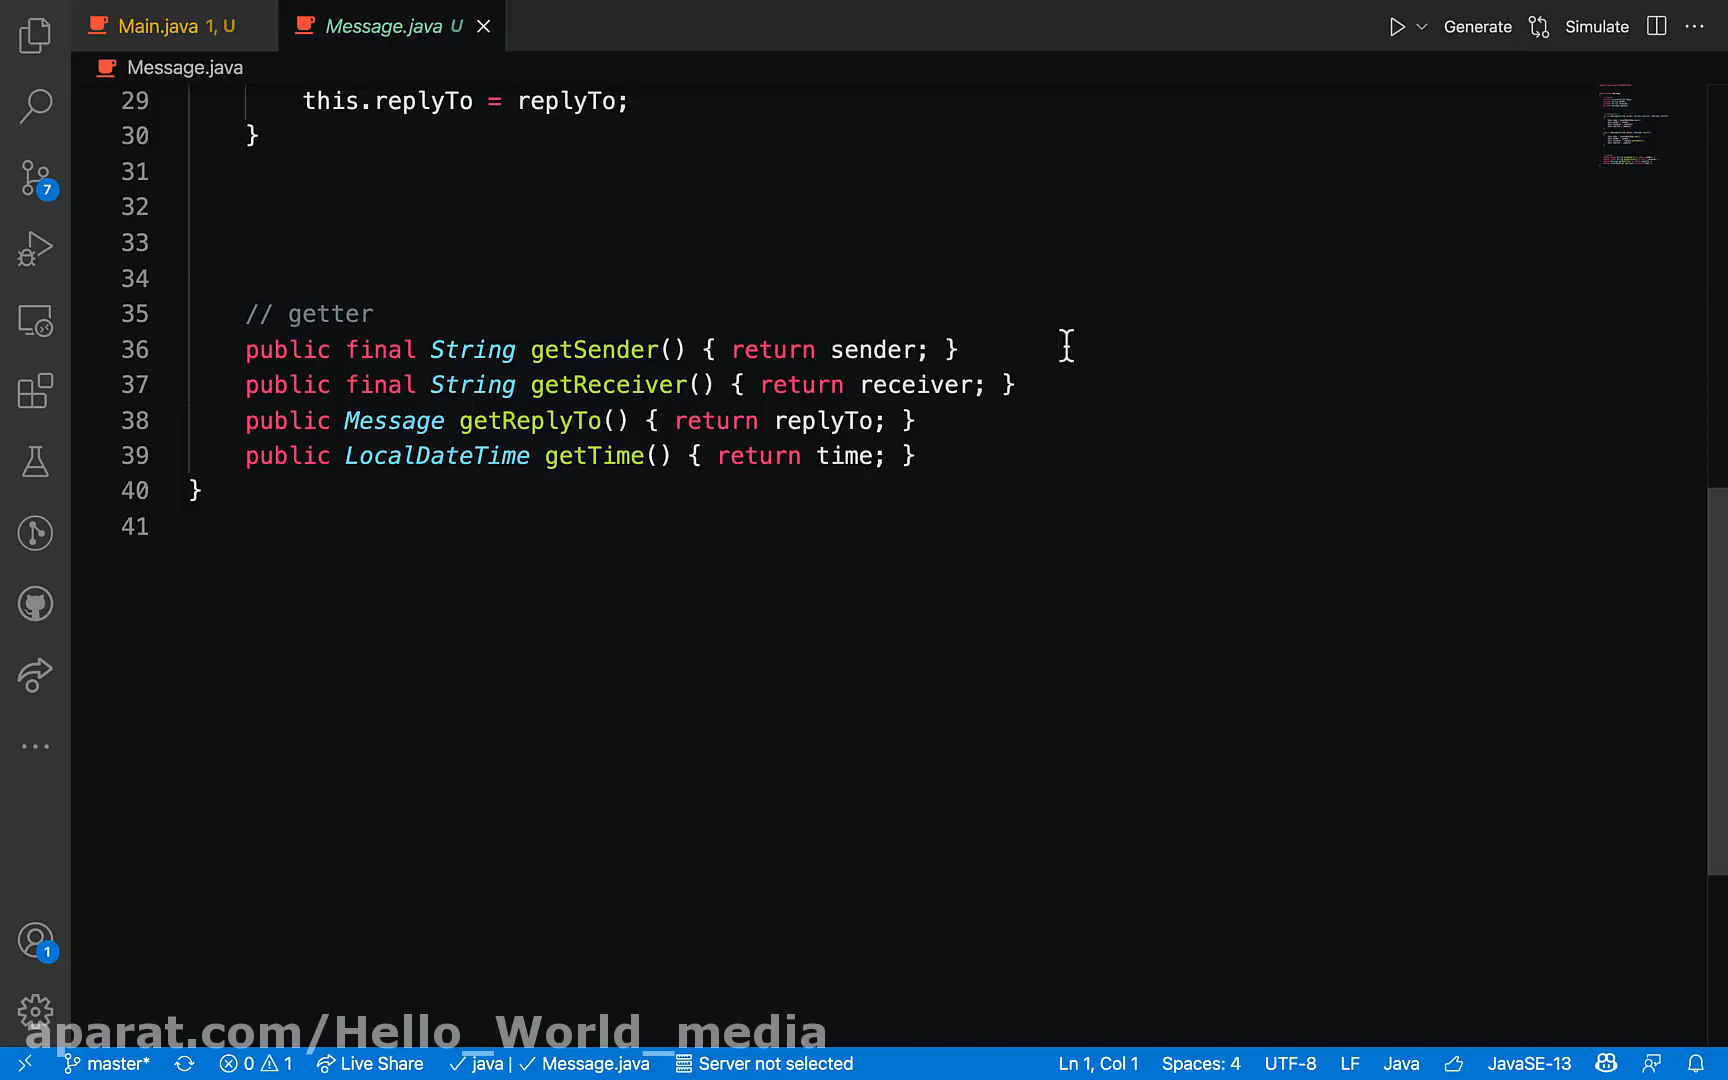 Main.java 1, U
Message.java U
Generate
Simulate
Message.java
29 this.replyTo = replyTo;
30 }
31
32
33
34
35 // getter
36 public final String getSender() { return sender; }
37 public final String getReceiver() { return receiver; }
38 public Message getReplyTo() { return replyTo; }
39 public LocalDateTime getTime() { return time; }
40 }
41
7
1
aparat.com/Hello_World_media
master* 0 1 Live Share java | Message.java Server not selected Ln 1, Col 1 Spaces: 4 UTF-8 LF Java JavaSE-13